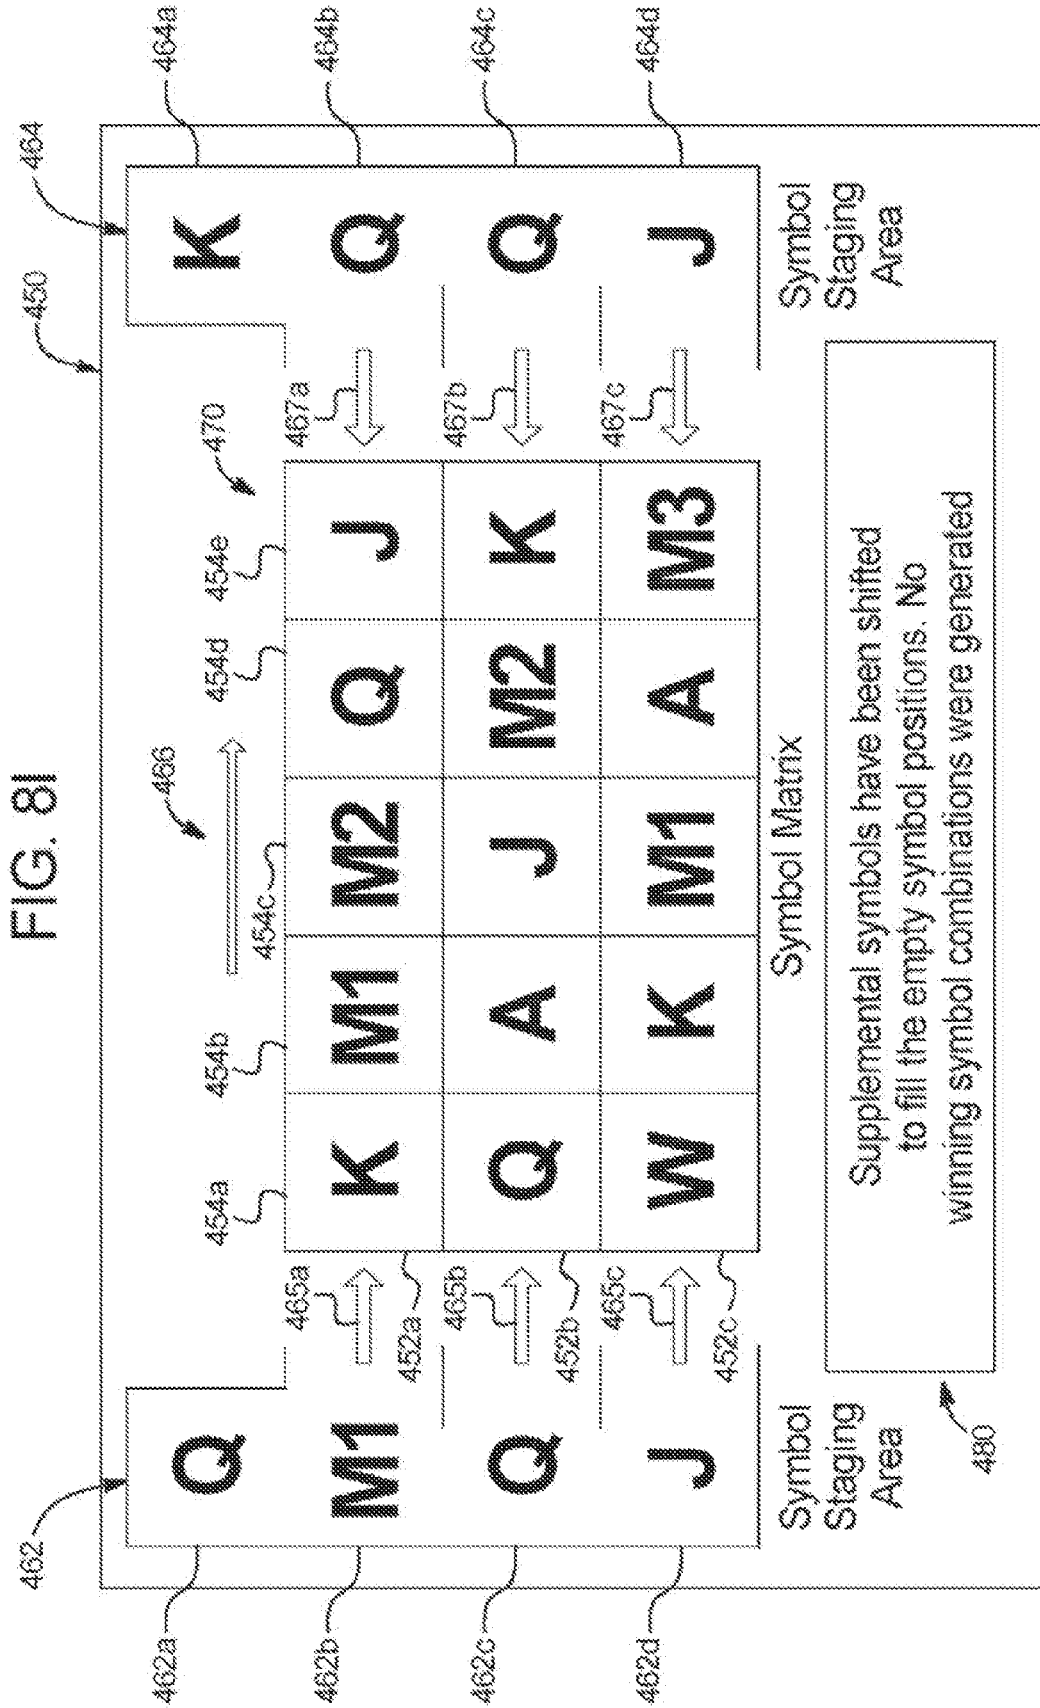 FIG. 8I
450
462
464
466
470
454a
454b
454c
454d
454e
462a
Q
K
464a
462b
M1
465a
K
M1
M2
Q
J
467a
Q
464b
452a
462c
Q
465b
Q
A
J
M2
K
467b
Q
464c
452b
462d
J
465c
W
K
M1
A
M3
467c
J
464d
452c
Symbol
Staging
Area
Symbol Matrix
Symbol
Staging
Area
480
Supplemental symbols have been shifted
to fill the empty symbol positions. No
winning symbol combinations were generated